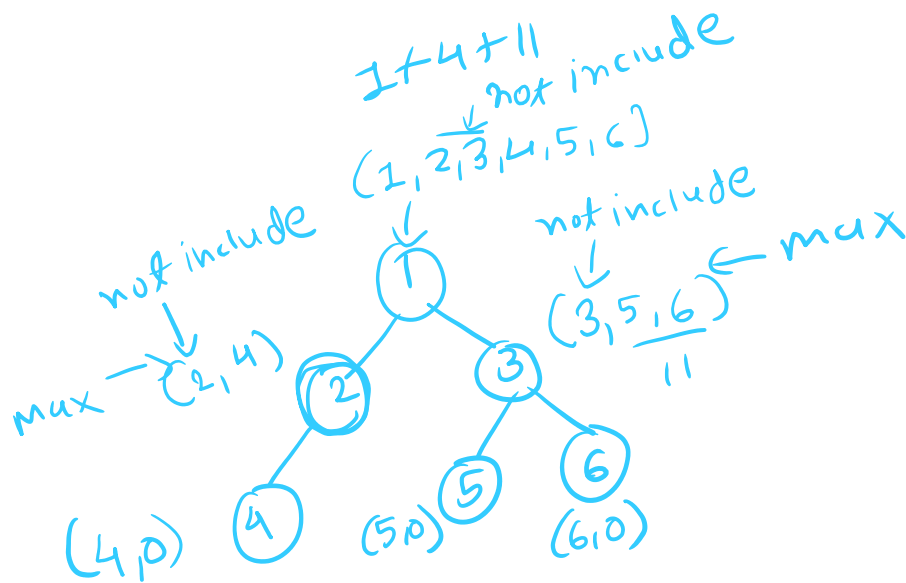 1+4+11
not include
(1,2,3,4,5,6]
not include
not include
max
1
(3,5,6)
11
max
(2,4)
2
3
4
5
6
(4,0)
(5,0)
(6,0)